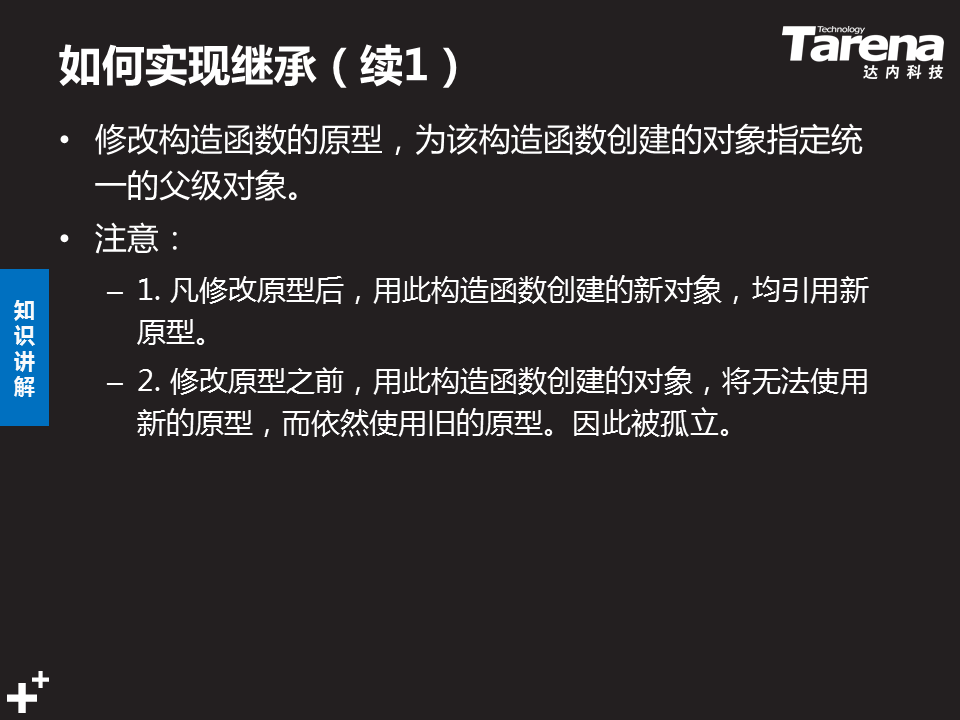 如何实现继承（续1）
Technology
Tarena
达内科技
• 修改构造函数的原型，为该构造函数创建的对象指定统
一的父级对象。
• 注意：
– 1. 凡修改原型后，用此构造函数创建的新对象，均引用新
原型。
– 2. 修改原型之前，用此构造函数创建的对象，将无法使用
新的原型，而依然使用旧的原型。因此被孤立。
知
识
讲
解